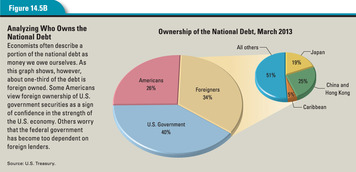 Figure 14.5B
Analyzing Who Owns the
National Debt
Economists often describe a
portion of the national debt as
money we owe ourselves. As
this graph shows, however,
about one-third of the debt is
foreign owned. Some Americans
view foreign ownership of U.S.
government securities as a sign
of confidence in the strength of
the U.S. economy. Others worry
that the federal government
has become too dependent on
foreign lenders.
Source: U.S. Treasury.
Ownership of the National Debt, March 2013
Americans
26%
Foreigners
34%
U.S. Government
40%
All others
51%
Japan
19%
25%
China and
Hong Kong
5%
Caribbean